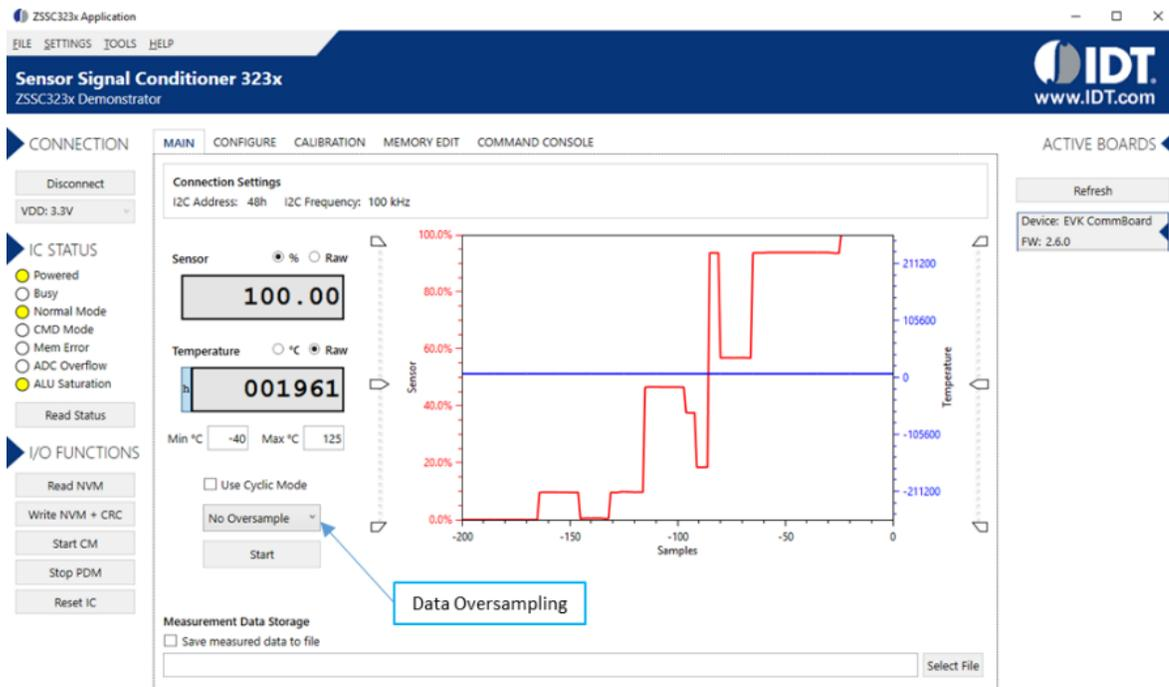 ZSSC323x Application
FILE SETTINGS TOOLS HELP
Sensor Signal Conditioner 323x
ZSSC323x Demonstrator
IDT.
www.IDT.com
CONNECTION
Disconnect
VDD: 3.3V
IC STATUS
Powered
Busy
Normal Mode
CMD Mode
Mem Error
ADC Overflow
ALU Saturation
Read Status
I/O FUNCTIONS
Read NVM
Write NVM + CRC
Start CM
Stop PDM
Reset IC
MAIN CONFIGURE CALIBRATION MEMORY EDIT COMMAND CONSOLE
Connection Settings
I2C Address: 48h I2C Frequency: 100 kHz
Sensor % Raw
100.00
Temperature °C Raw
h 001961
Min °C -40 Max °C 125
Use Cyclic Mode
No Oversample
Start
100.0%
80.0%
60.0%
40.0%
20.0%
0.0%
Sensor
-200 -150 -100 -50 0
Samples
211200
105600
0
-105600
-211200
Temperature
Data Oversampling
Measurement Data Storage
Save measured data to file
Select File
ACTIVE BOARDS
Refresh
Device: EVK CommBoard
FW: 2.6.0